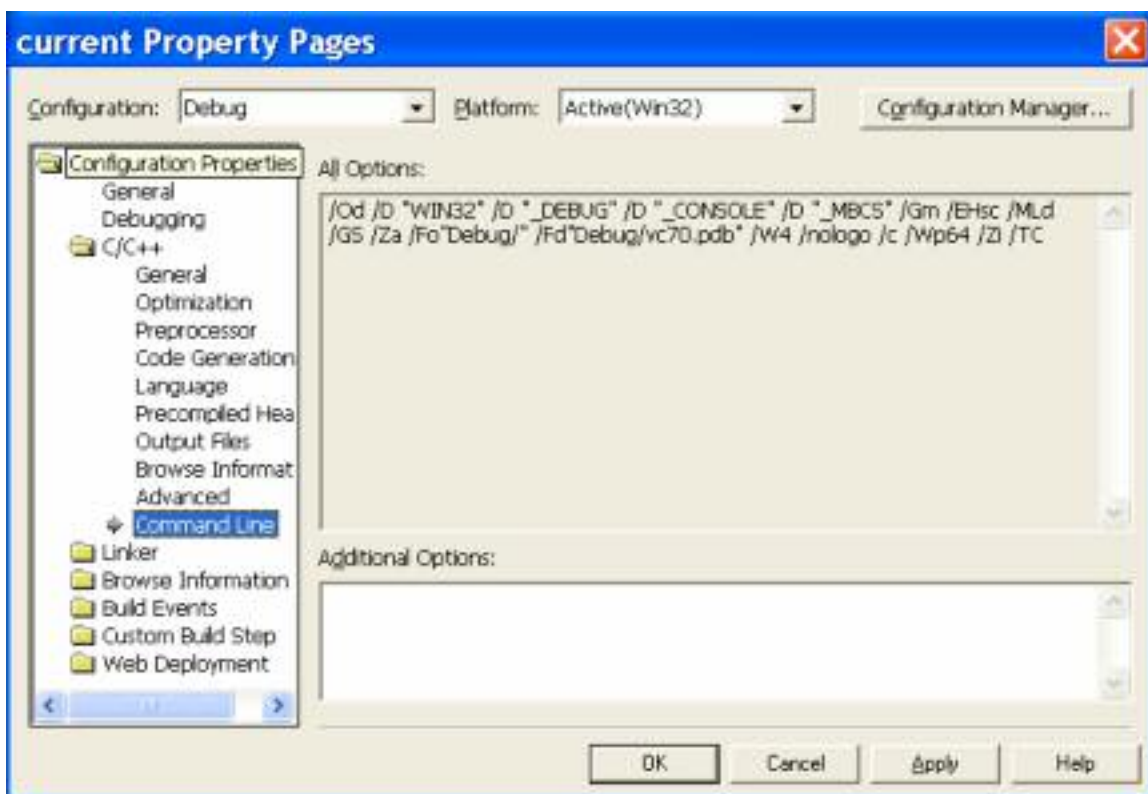 current Property Pages
Configuration: Debug Platform: Active(Win32) Configuration Manager...
Configuration Properties
General
Debugging
C/C++
General
Optimization
Preprocessor
Code Generation
Language
Precompiled Hea
Output Files
Browse Informat
Advanced
Command Line
Linker
Browse Information
Build Events
Custom Build Step
Web Deployment
All Options:
/Od /D "WIN32" /D "_DEBUG" /D "_CONSOLE" /D "_MBCS" /Gm /EHsc /MLd
/GS /Za /Fo"Debug/" /Fd"Debug/vc70.pdb" /W4 /nologo /c /Wp64 /Zi /TC
Additional Options:
OK Cancel Apply Help